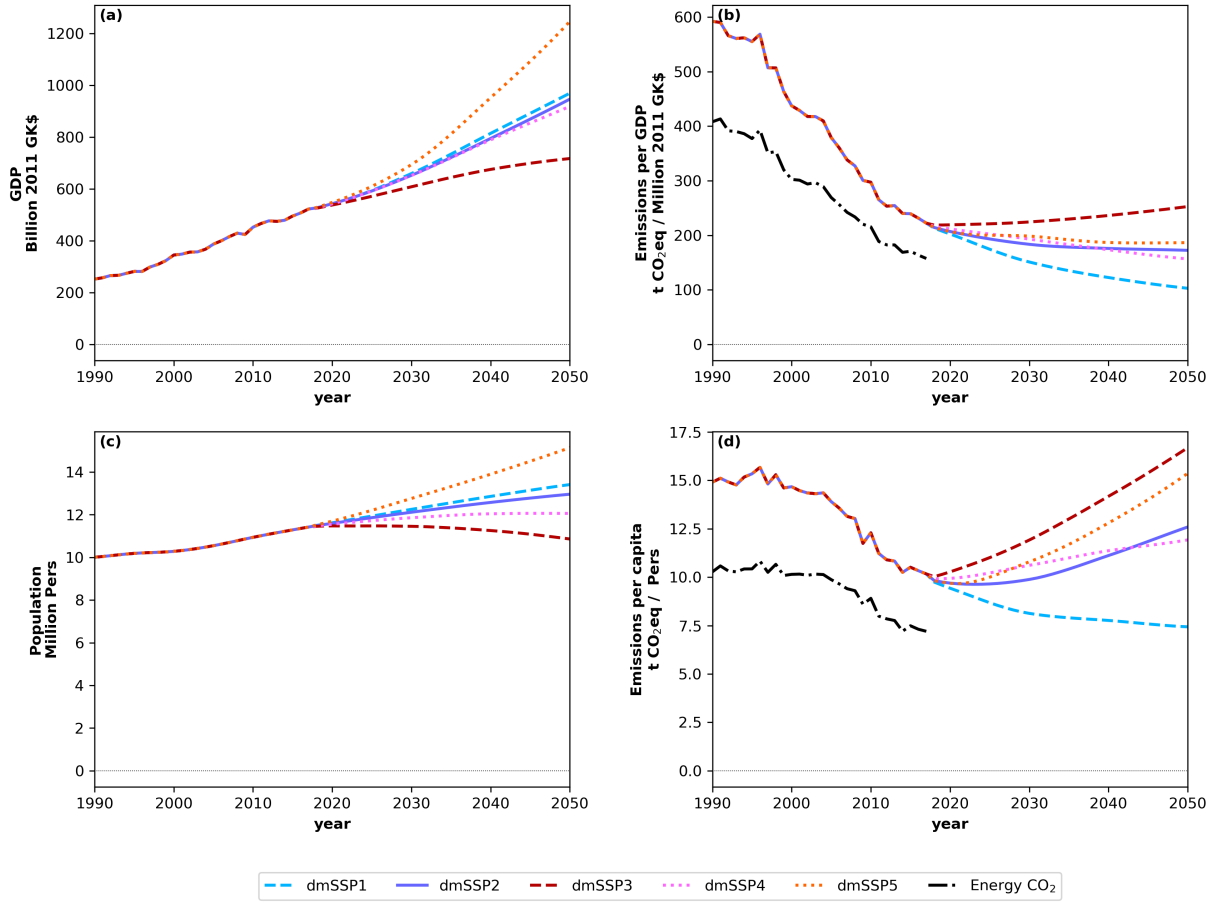 (a)
GDP
Billion 2011 GK$
1200
1000
800
600
400
200
0
1990 2000 2010 2020 2030 2040 2050
year
(b)
Emissions per GDP
t CO₂eq / Million 2011 GK$
600
500
400
300
200
100
0
1990 2000 2010 2020 2030 2040 2050
year
(c)
Population
Million Pers
14
12
10
8
6
4
2
0
1990 2000 2010 2020 2030 2040 2050
year
(d)
Emissions per capita
t CO₂eq / Pers
17.5
15.0
12.5
10.0
7.5
5.0
2.5
0.0
1990 2000 2010 2020 2030 2040 2050
year
dmSSP1 dmSSP2 dmSSP3 dmSSP4 dmSSP5 Energy CO₂